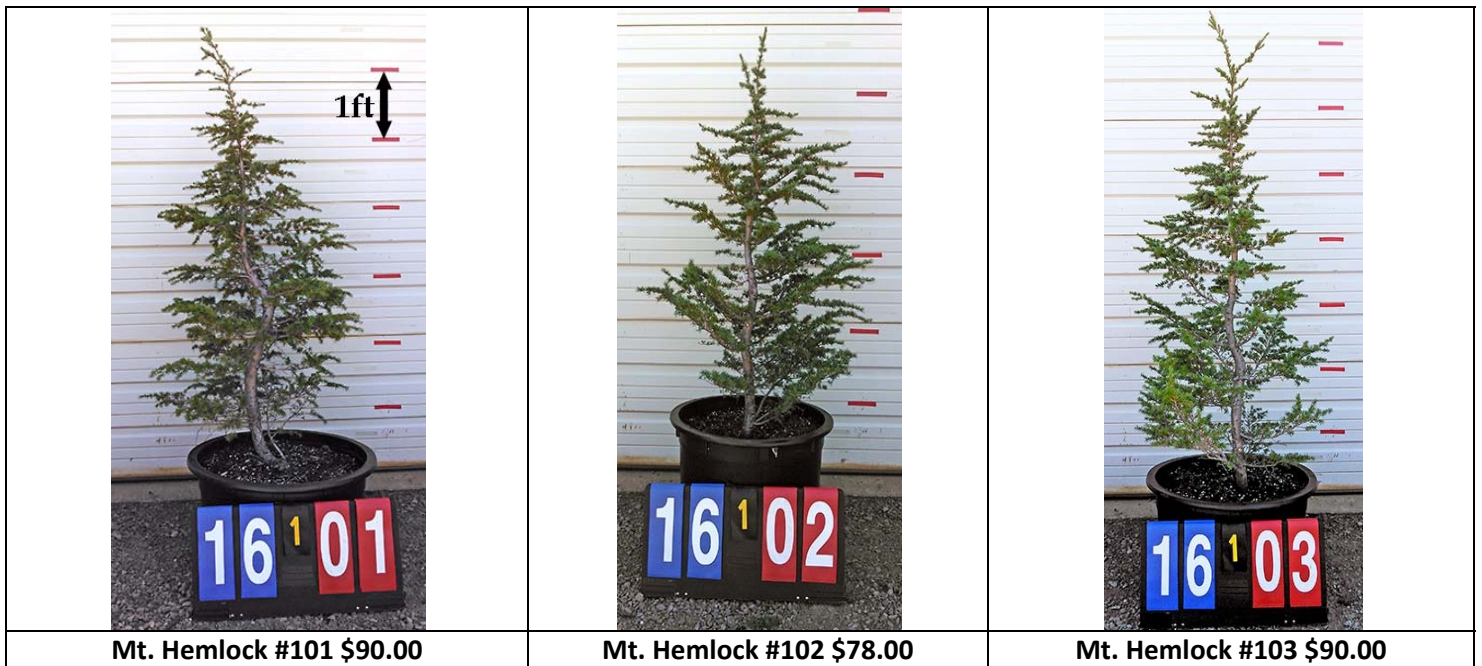 1ft
16 1 01
16 1 02
16 1 03
Mt. Hemlock #101 $90.00
Mt. Hemlock #102 $78.00
Mt. Hemlock #103 $90.00